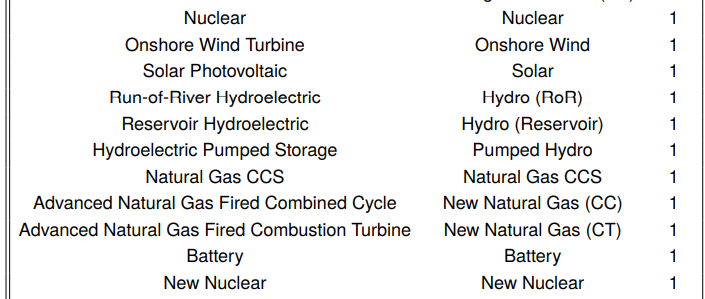 Nuclear Nuclear 1
Onshore Wind Turbine Onshore Wind 1
Solar Photovoltaic Solar 1
Run-of-River Hydroelectric Hydro (RoR) 1
Reservoir Hydroelectric Hydro (Reservoir) 1
Hydroelectric Pumped Storage Pumped Hydro 1
Natural Gas CCS Natural Gas CCS 1
Advanced Natural Gas Fired Combined Cycle New Natural Gas (CC) 1
Advanced Natural Gas Fired Combustion Turbine New Natural Gas (CT) 1
Battery Battery 1
New Nuclear New Nuclear 1